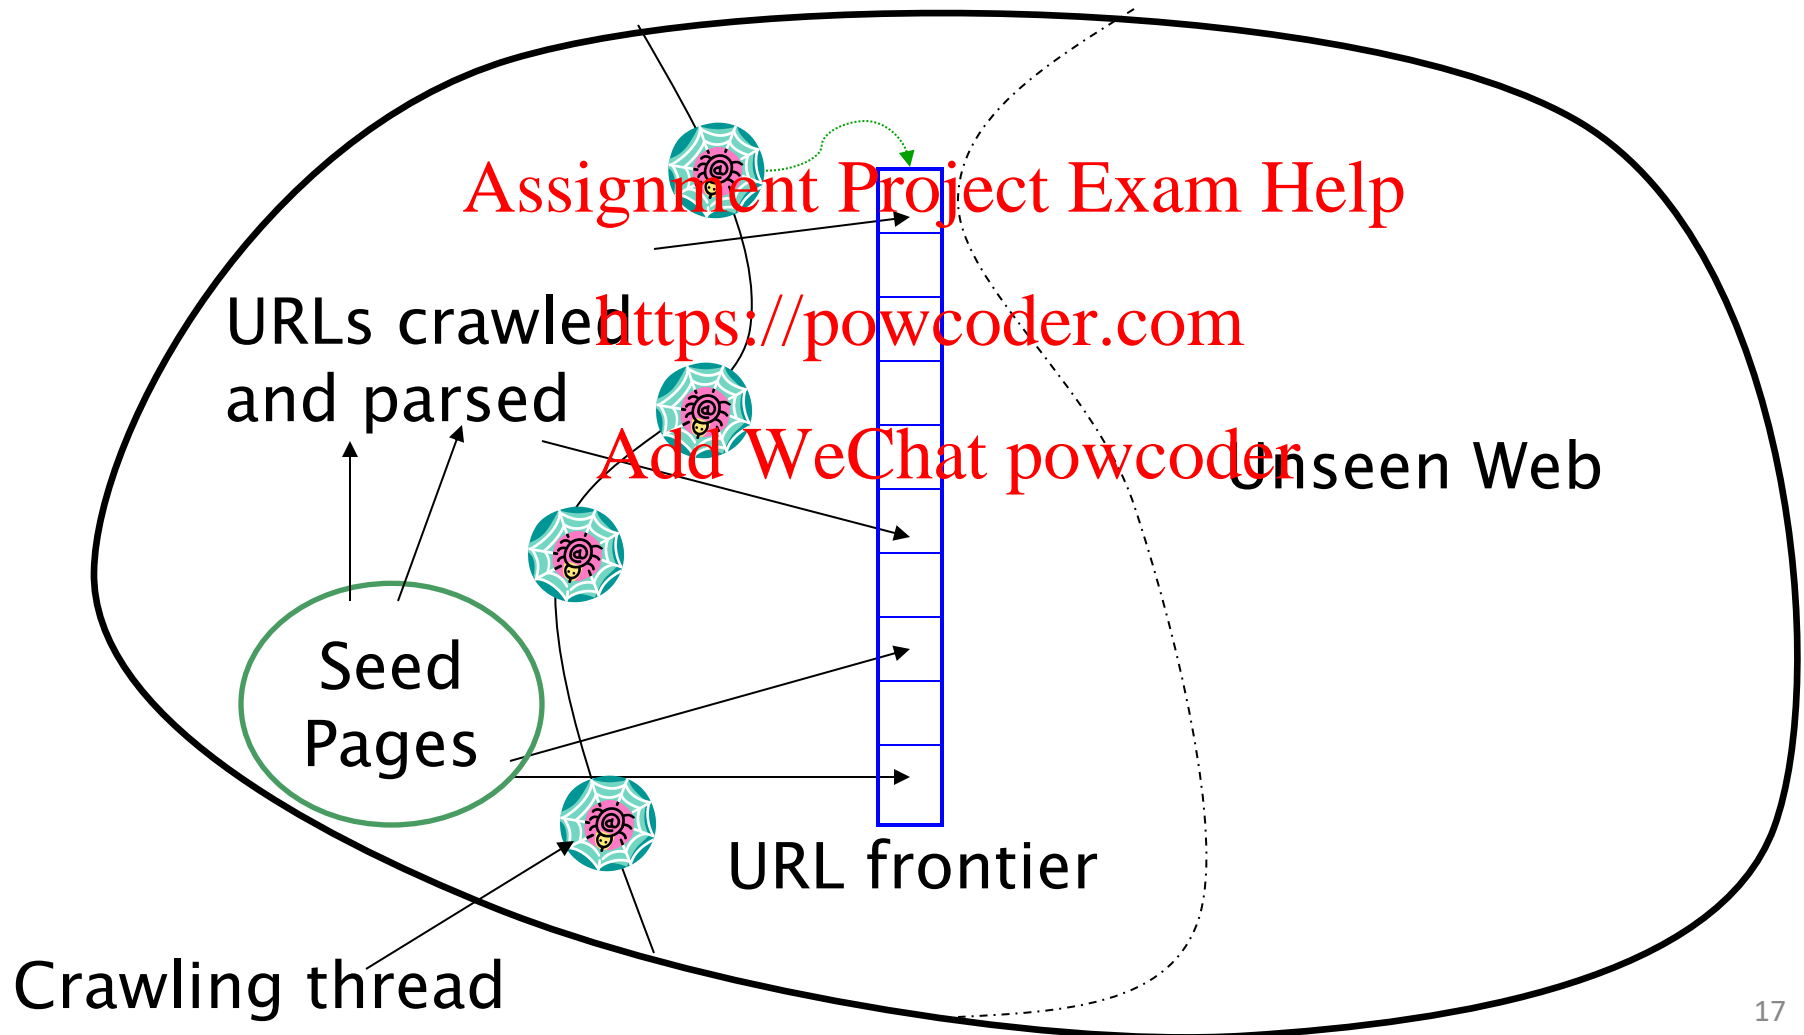 Assignment Project Exam Help
URLs crawled
and parsed
https://powcoder.com
Add WeChat powcoder
Unseen Web
Seed
Pages
URL frontier
Crawling thread
17